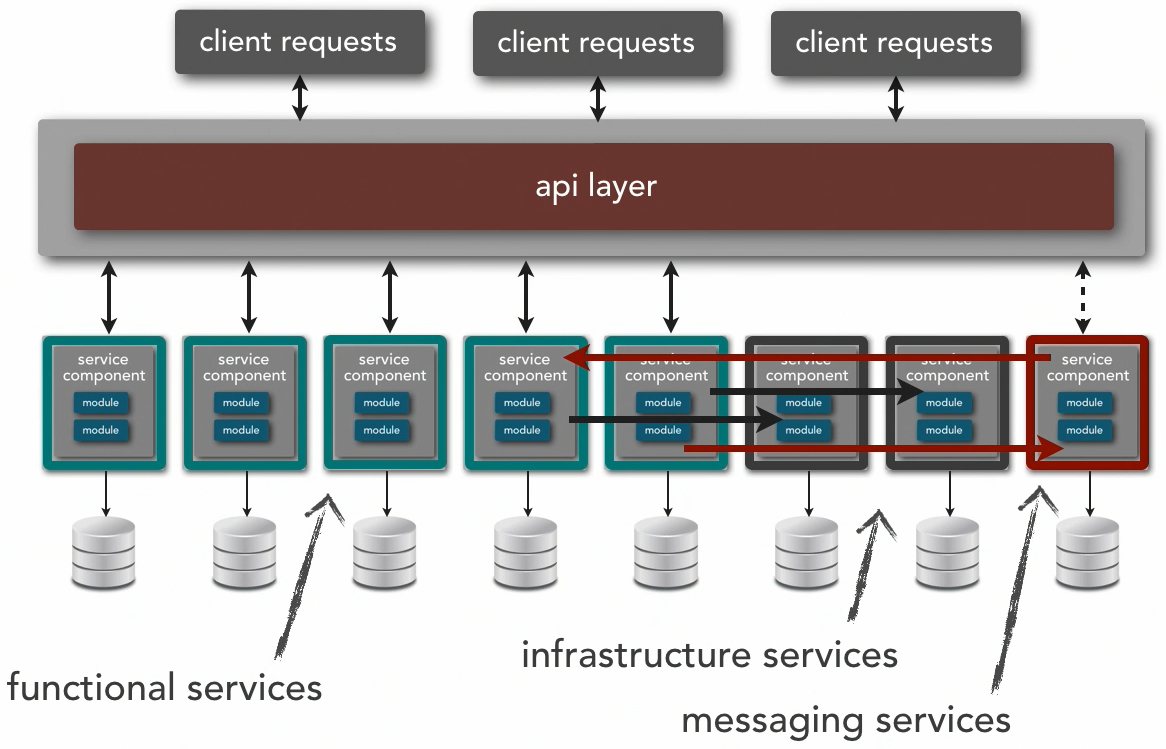 client requests
client requests
client requests
api layer
service
component
module
module
service
component
module
module
service
component
module
module
service
component
module
module
service
component
module
module
service
component
module
module
service
component
module
module
service
component
module
module
functional services
infrastructure services
messaging services